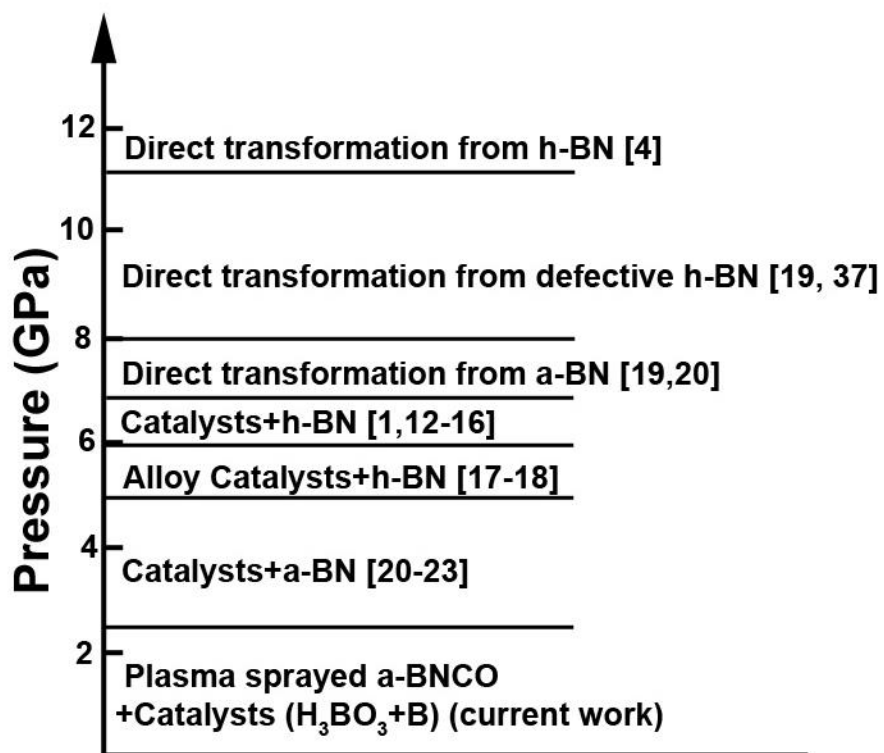 12
Direct transformation from h-BN [4]
10
Direct transformation from defective h-BN [19, 37]
8
Direct transformation from a-BN [19,20]
Catalysts+h-BN [1,12-16]
6
Alloy Catalysts+h-BN [17-18]
4
Catalysts+a-BN [20-23]
2
Plasma sprayed a-BNCO
+Catalysts (H₃BO₃+B) (current work)
Pressure (GPa)